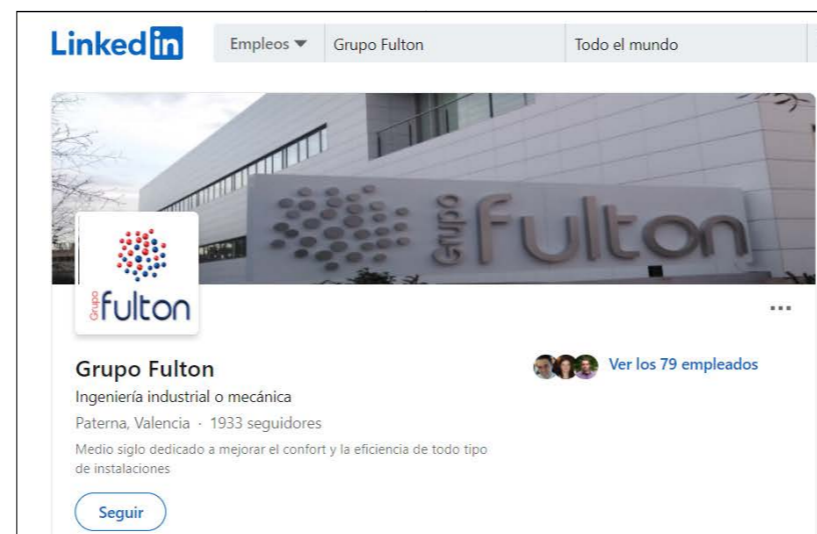 Linkedin
Empleos
Grupo Fulton
Todo el mundo
Grupo fulton
Grupo fulton
Grupo Fulton
Ver los 79 empleados
Ingeniería industrial o mecánica
Paterna, Valencia · 1933 seguidores
Medio siglo dedicado a mejorar el confort y la eficiencia de todo tipo
de instalaciones
Seguir